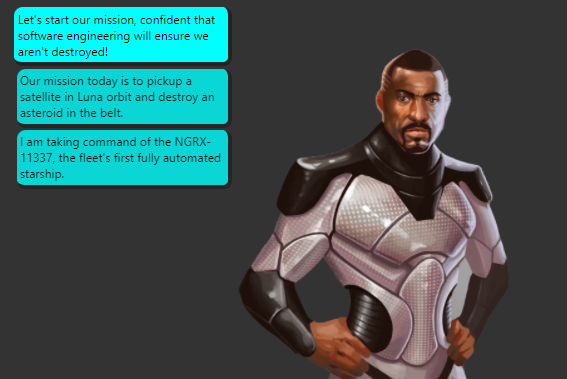 Let's start our mission, confident that
software engineering will ensure we
aren't destroyed!
Our mission today is to pickup a
satellite in Luna orbit and destroy an
asteroid in the belt.
I am taking command of the NGRX-
11337, the fleet's first fully automated
starship.